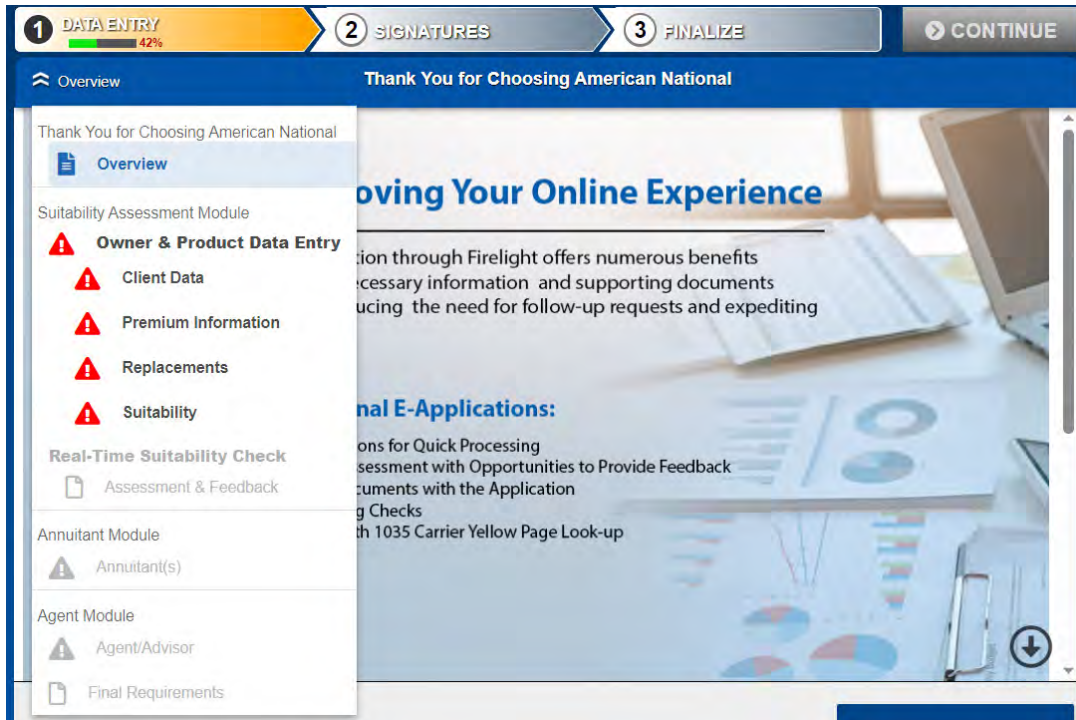 1 DATA ENTRY
42%
2 SIGNATURES
3 FINALIZE
CONTINUE
Overview
Thank You for Choosing American National
Thank You for Choosing American National
Overview
Suitability Assessment Module
Owner & Product Data Entry
Client Data
Premium Information
Replacements
Suitability
Real-Time Suitability Check
Assessment & Feedback
Annuitant Module
Annuitant(s)
Agent Module
Agent/Advisor
Final Requirements
oving Your Online Experience
tion through Firelight offers numerous benefits
ecessary information and supporting documents
ucing the need for follow-up requests and expediting
nal E-Applications:
ons for Quick Processing
sessment with Opportunities to Provide Feedback
cuments with the Application
g Checks
th 1035 Carrier Yellow Page Look-up